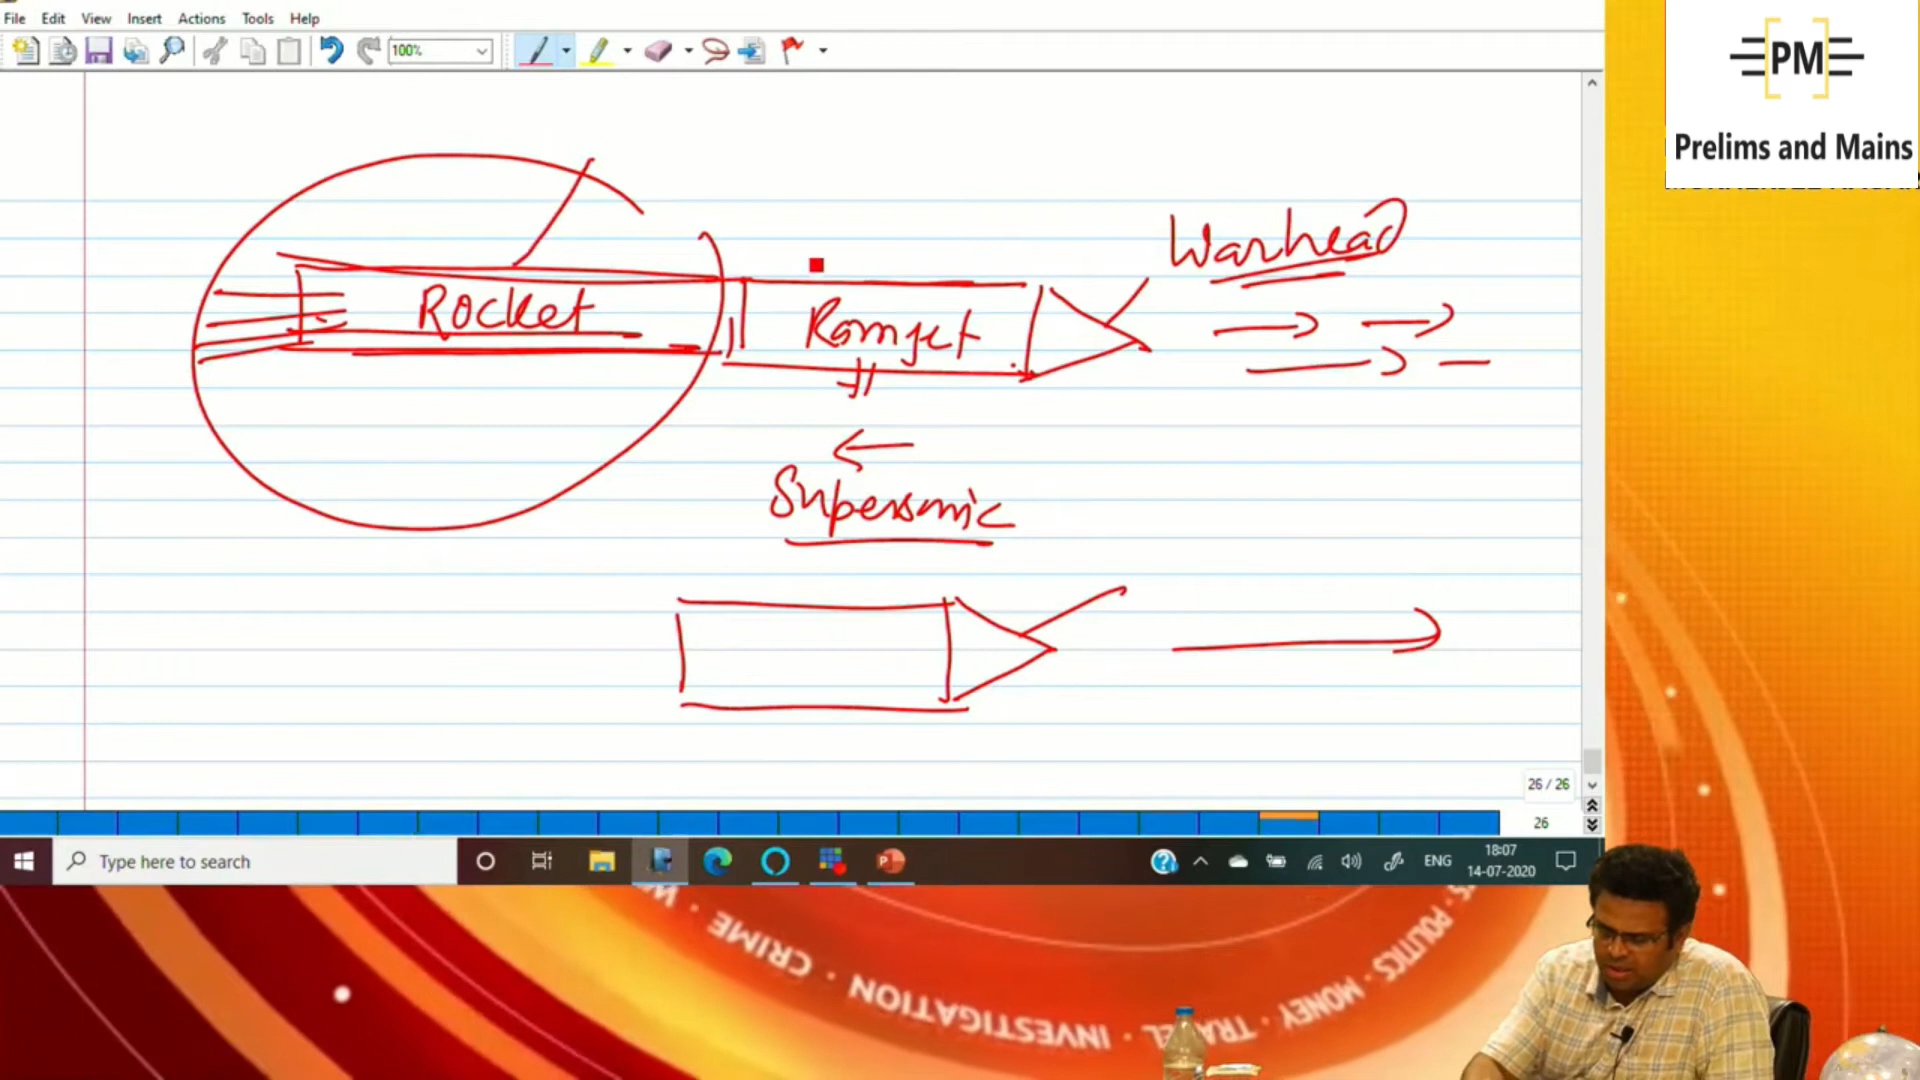 File Edit View Insert Actions Tools Help
100%
PM
Prelims and Mains
Warhead
Rocket
Ramjet
Supersonic
26 / 26
26
Type here to search
ENG
18:07
14-07-2020
CRIME · INVESTIGATION · TRAVEL · MONEY · POLITICS